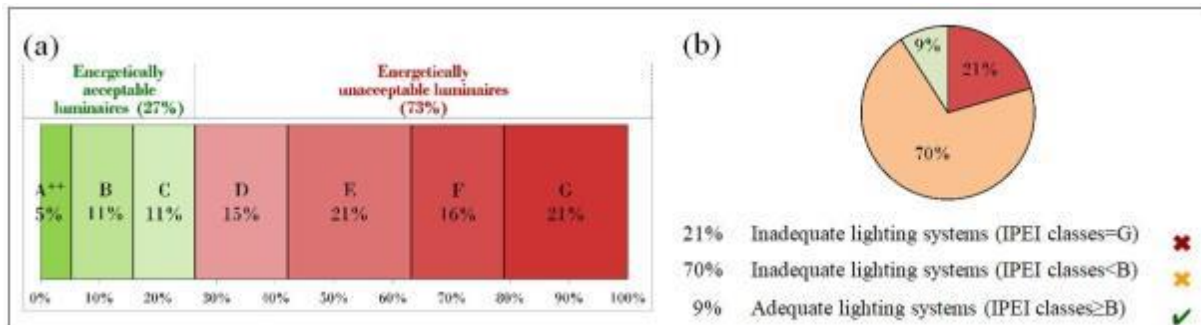 (a)
Energetically
acceptable
luminaires (27%)
Energetically
unacceptable luminaires
(73%)
A++ B C D E F G
5% 11% 11% 15% 21% 16% 21%
0% 10% 20% 30% 40% 50% 60% 70% 80% 90% 100%
(b)
9%
21%
70%
21% Inadequate lighting systems (IPEI classes=G)
70% Inadequate lighting systems (IPEI classes<B)
9% Adequate lighting systems (IPEI classes≥B)